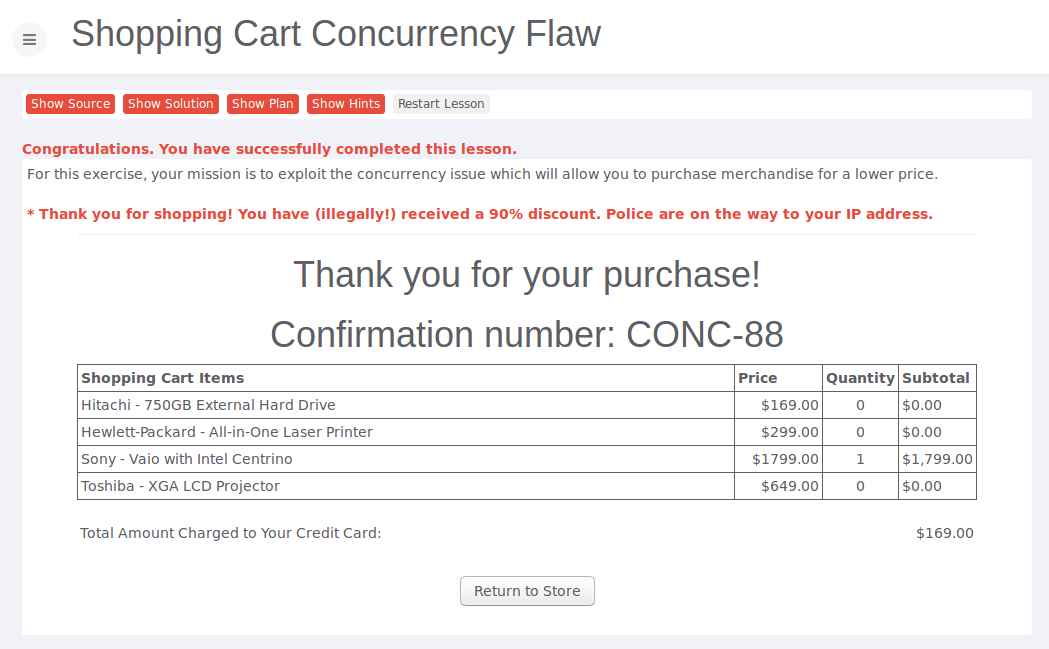 Shopping Cart Concurrency Flaw
Show Source Show Solution Show Plan Show Hints Restart Lesson
Congratulations. You have successfully completed this lesson.
For this exercise, your mission is to exploit the concurrency issue which will allow you to purchase merchandise for a lower price.
* Thank you for shopping! You have (illegally!) received a 90% discount. Police are on the way to your IP address.
Thank you for your purchase!
Confirmation number: CONC-88
Shopping Cart Items Price Quantity Subtotal
Hitachi - 750GB External Hard Drive $169.00 0 $0.00
Hewlett-Packard - All-in-One Laser Printer $299.00 0 $0.00
Sony - Vaio with Intel Centrino $1799.00 1 $1,799.00
Toshiba - XGA LCD Projector $649.00 0 $0.00
Total Amount Charged to Your Credit Card: $169.00
Return to Store